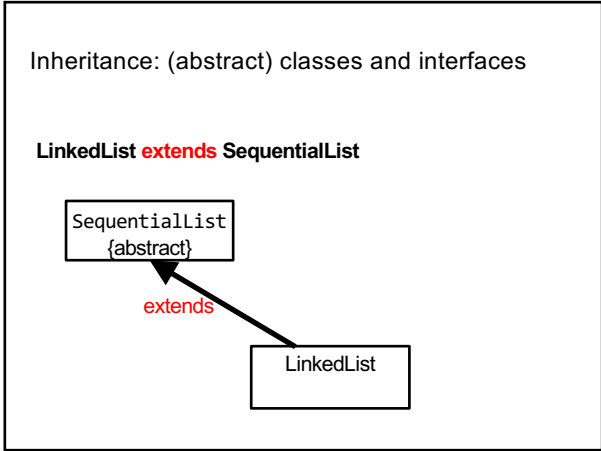 Inheritance: (abstract) classes and interfaces
LinkedList extends SequentialList
SequentialList
{abstract}
extends
LinkedList